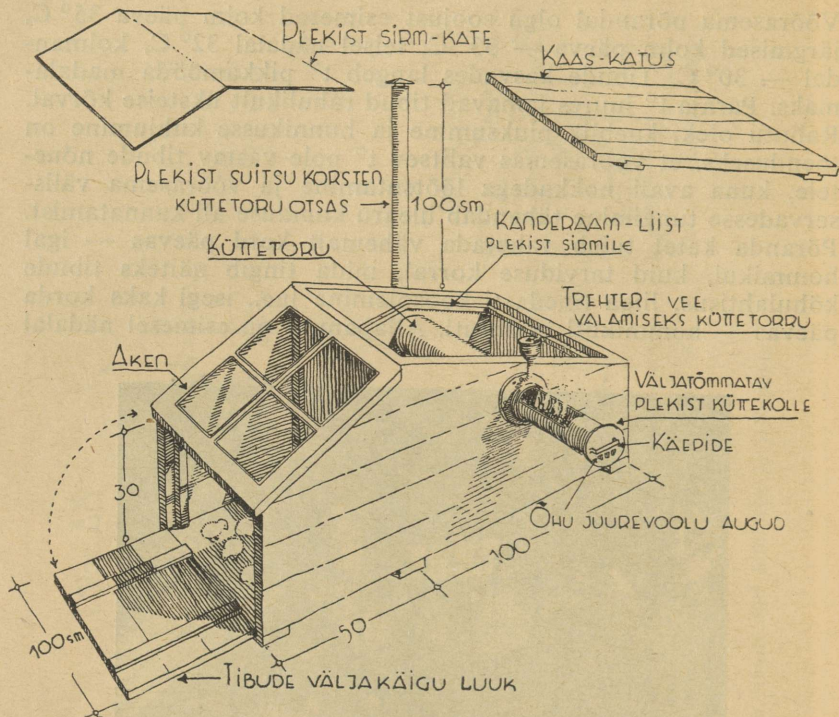 PLEKIST SIRM-KATE
KAAS-KATUS
PLEKIST SUITSU KORSTEN
KÜTTETORU OTSAS
100sm
KANDERAAM-LIIST
PLEKIST SIRMILE
KÜTTETORU
TREHTER VEE
VALAMISEKS KÜTTETORRU
AKEN
VÄLJATÕMMATAV
PLEKIST KÜTTEKOLLE
KÄEPIDE
30
ÕHU JUUREVOOLU AUGUD
100
50
100sm
TIBUDE VÄLJAKÄIGU LUUK